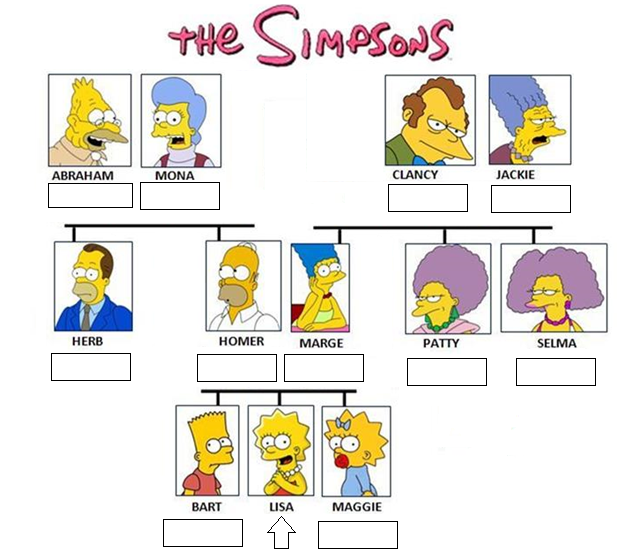 THE SIMPSONS
ABRAHAM MONA CLANCY JACKIE
HERB HOMER MARGE PATTY SELMA
BART LISA MAGGIE